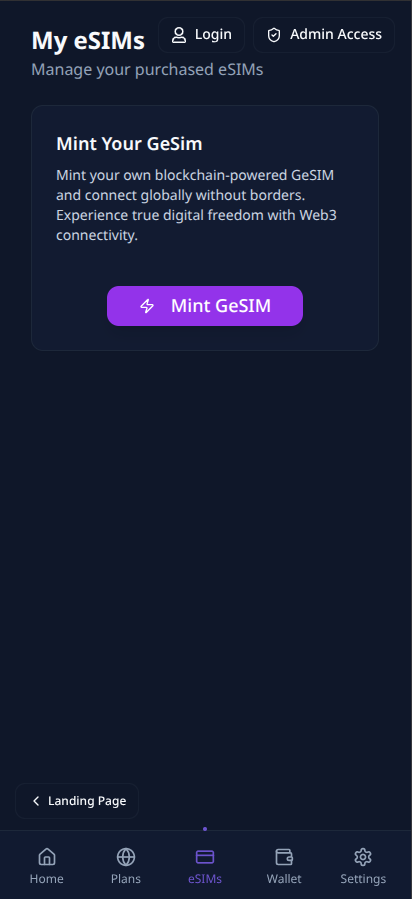 My eSIMs
Login
Admin Access
Manage your purchased eSIMs
Mint Your GeSim
Mint your own blockchain-powered GeSIM
and connect globally without borders.
Experience true digital freedom with Web3
connectivity.
Mint GeSIM
Landing Page
Home
Plans
eSIMs
Wallet
Settings